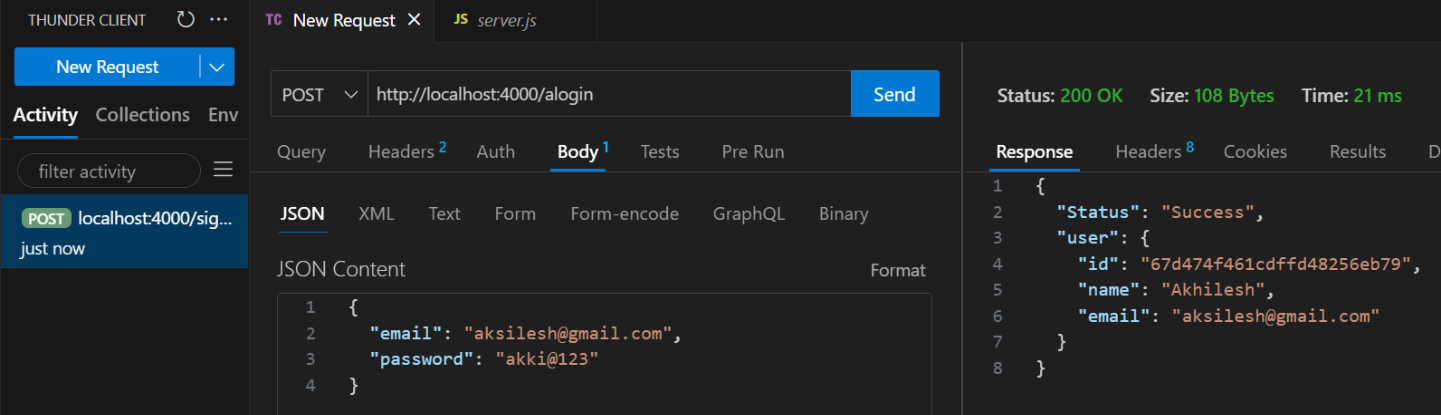 THUNDER CLIENT
New Request
Activity Collections Env
filter activity
POST localhost:4000/sig...
just now
TC New Request
JS server.js
POST http://localhost:4000/alogin Send
Query Headers 2 Auth Body 1 Tests Pre Run
JSON XML Text Form Form-encode GraphQL Binary
JSON Content Format
1 {
2 "email": "aksilesh@gmail.com",
3 "password": "akki@123"
4 }
Status: 200 OK Size: 108 Bytes Time: 21 ms
Response Headers 8 Cookies Results D
1 {
2 "Status": "Success",
3 "user": {
4 "id": "67d474f461cdffd48256eb79",
5 "name": "Akhilesh",
6 "email": "aksilesh@gmail.com"
7 }
8 }